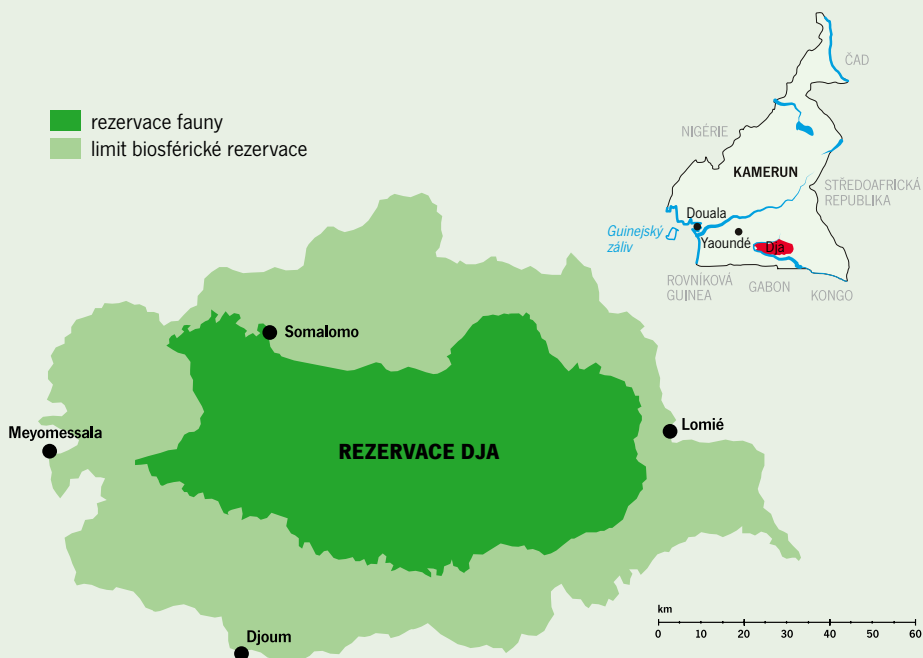 rezervace fauny
limit biosférické rezervace
ČAD
NIGÉRIE
KAMERUN
STŘEDOAFRICKÁ
REPUBLIKA
Douala
Guinejský
záliv
Yaoundé
Dja
ROVNÍKOVÁ
GUINEA
GABON
KONGO
Somalomo
Meyomessala
Lomié
REZERVACE DJA
Djoum
km
0 10 20 30 40 50 60